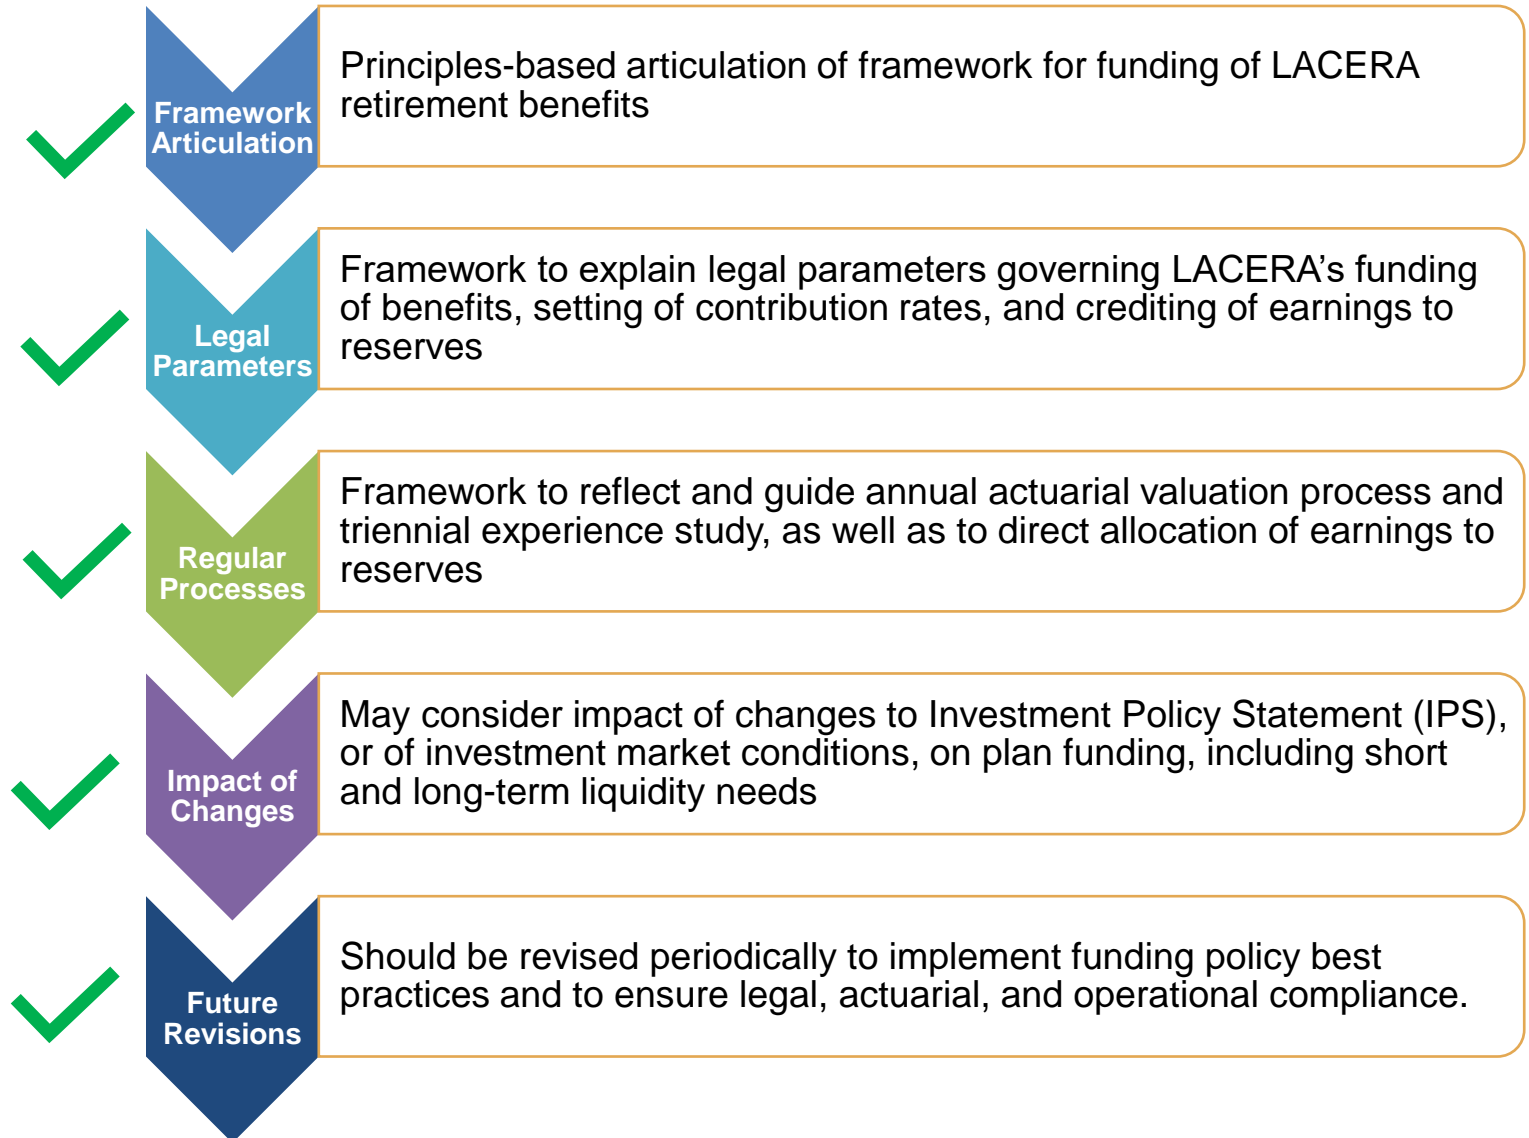 Framework
Articulation
Principles-based articulation of framework for funding of LACERA
retirement benefits
Legal
Parameters
Framework to explain legal parameters governing LACERA’s funding
of benefits, setting of contribution rates, and crediting of earnings to
reserves
Regular
Processes
Framework to reflect and guide annual actuarial valuation process and
triennial experience study, as well as to direct allocation of earnings to
reserves
Impact of
Changes
May consider impact of changes to Investment Policy Statement (IPS),
or of investment market conditions, on plan funding, including short
and long-term liquidity needs
Future
Revisions
Should be revised periodically to implement funding policy best
practices and to ensure legal, actuarial, and operational compliance.